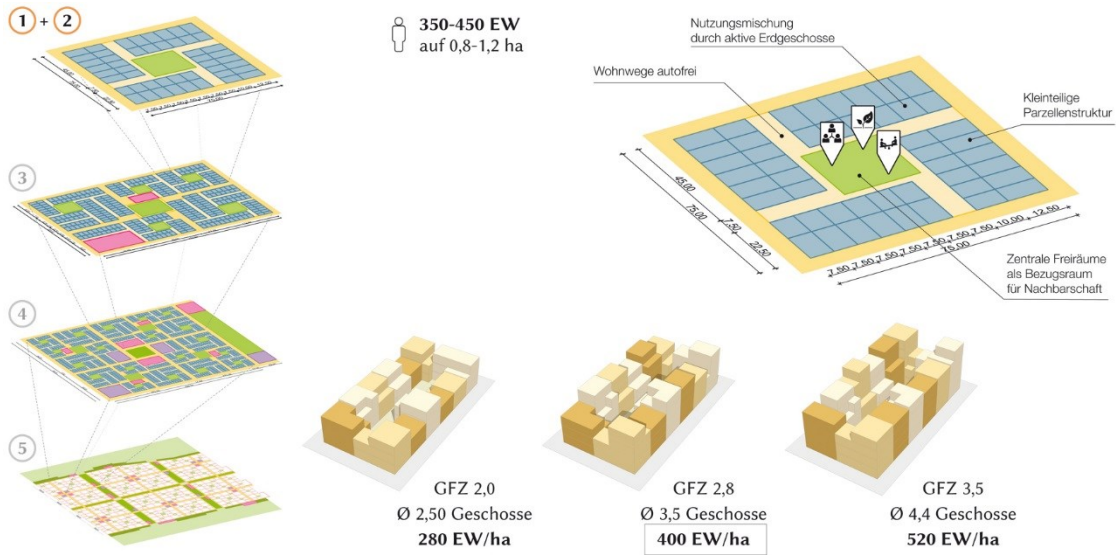 1 + 2
350-450 EW
auf 0,8-1,2 ha
Nutzungsmischung
durch aktive Erdgeschosse
Wohnwege autofrei
Kleinteilige
Parzellenstruktur
45,00
75,00
7,50
22,50
7,50 7,50 7,50 7,50 7,50 7,50 10,00 12,50
75,00
Zentrale Freiräume
als Bezugsraum
für Nachbarschaft
3
4
5
GFZ 2,0
Ø 2,50 Geschosse
280 EW/ha
GFZ 2,8
Ø 3,5 Geschosse
400 EW/ha
GFZ 3,5
Ø 4,4 Geschosse
520 EW/ha